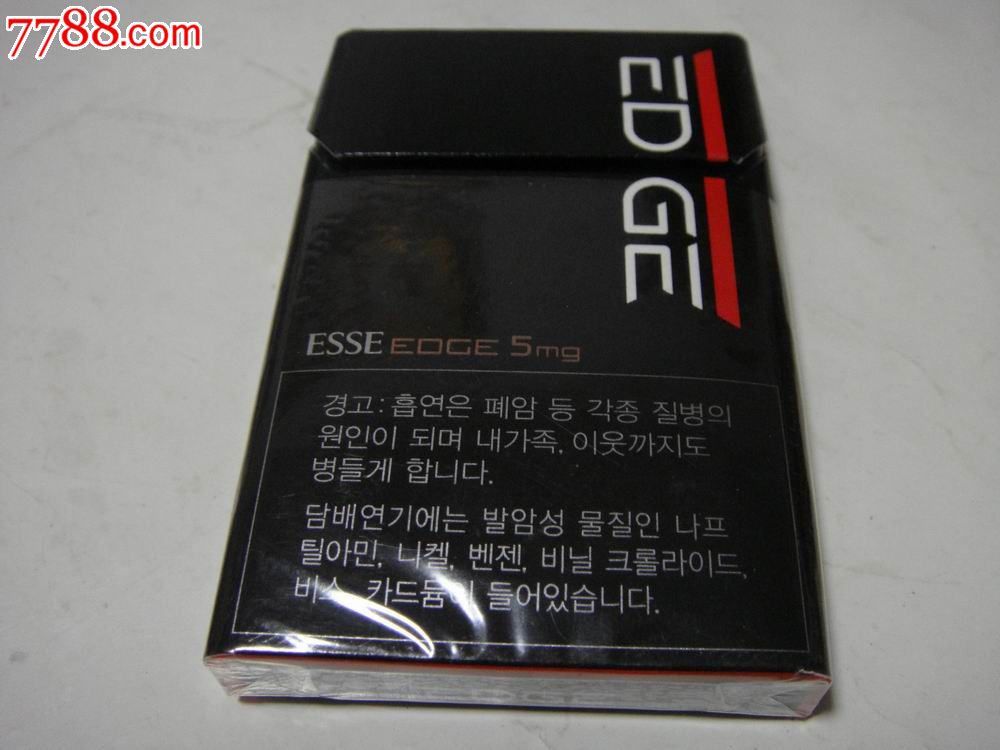 7788.com
EDGE
ESSE EDGE 5mg
경고: 흡연은 폐암 등 각종 질병의
원인이 되며 내가족, 이웃까지도
병들게 합니다.
담배연기에는 발암성 물질인 나프
틸아민, 니켈, 벤젠, 비닐 크롤라이드,
비소, 카드뮴이 들어있습니다.